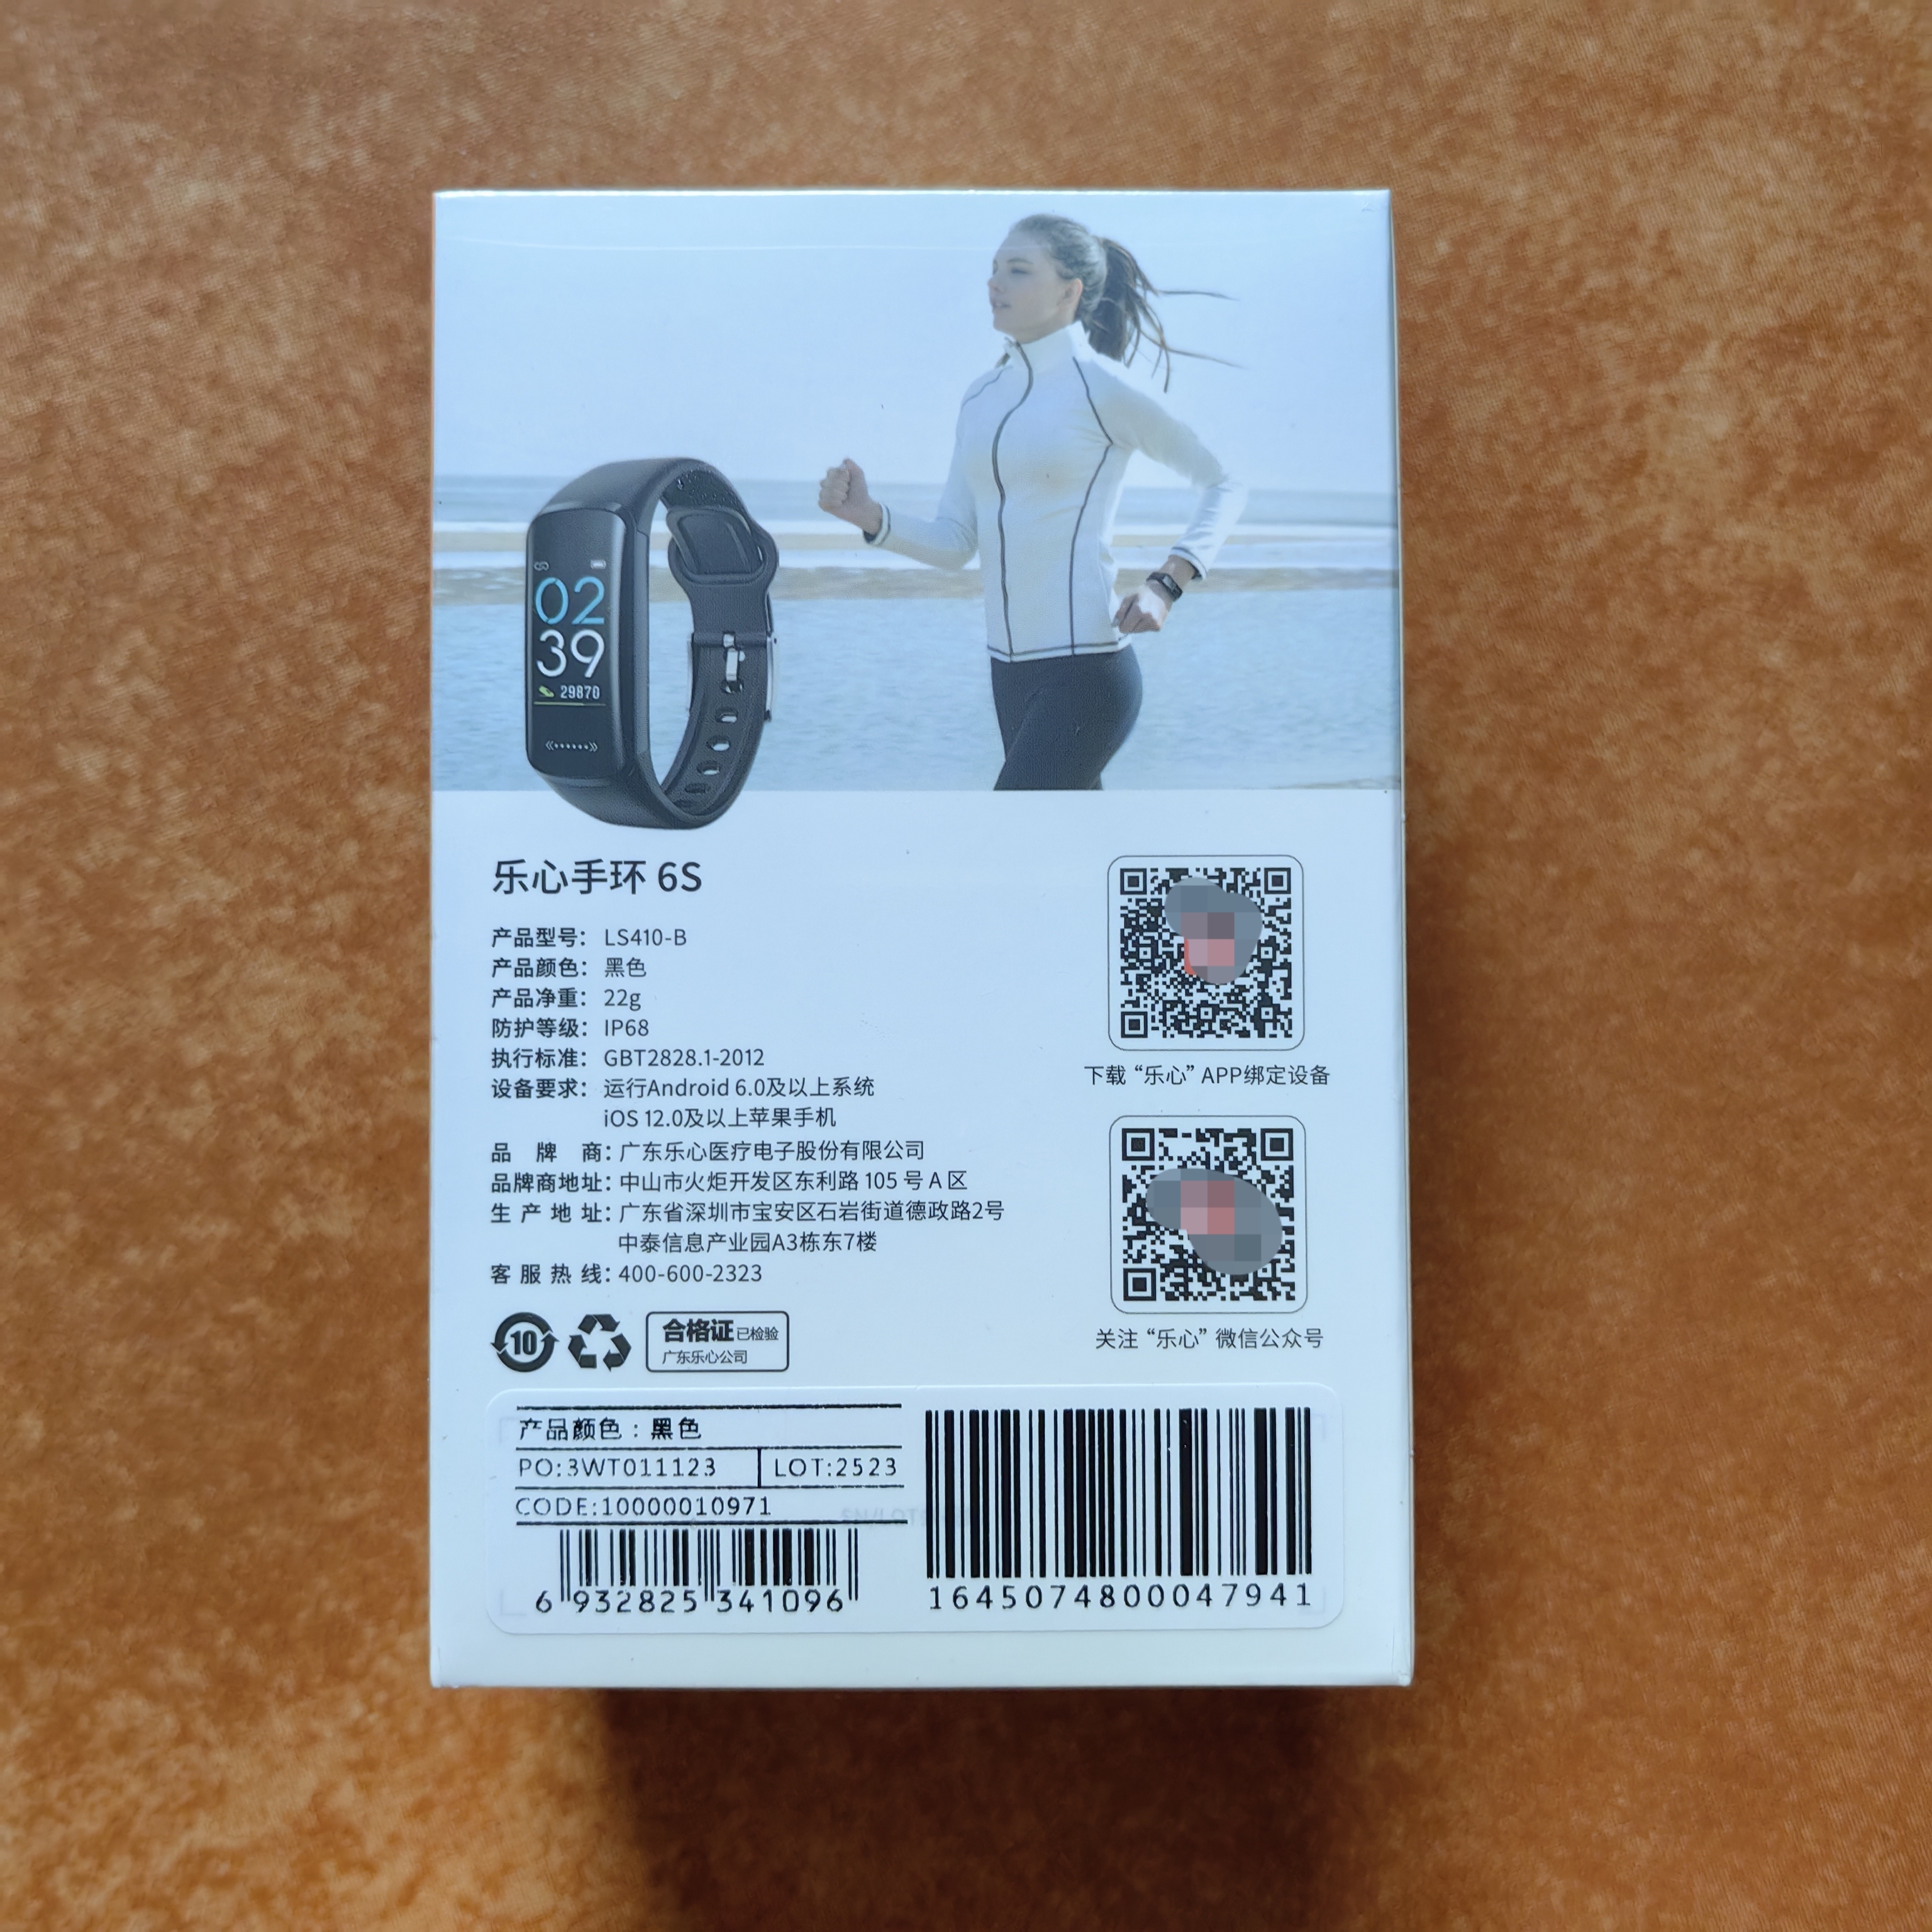 02
39
29870
乐心手环 6S
产品型号： LS410-B
产品颜色： 黑色
产品净重： 22g
防护等级： IP68
执行标准： GBT2828.1-2012
设备要求： 运行Android 6.0及以上系统
iOS 12.0及以上苹果手机
品 牌 商：广东乐心医疗电子股份有限公司
品牌商地址：中山市火炬开发区东利路 105 号 A 区
生 产 地 址：广东省深圳市宝安区石岩街道德政路2号
中泰信息产业园A3栋东7楼
客 服 热 线：400-600-2323
下载 “乐心” APP绑定设备
关注 “乐心” 微信公众号
10
合格证 已检验
广东乐心公司
产品颜色：黑色
PO:3WT011123 LOT:2523
CODE:10000010971
6 932825 341096
1645074800047941